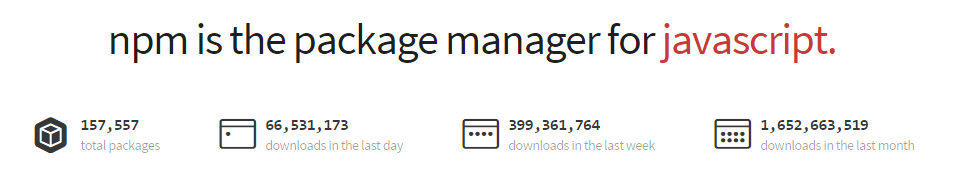 npm is the package manager for javascript.
157,557 66,531,173 399,361,764 1,652,663,519
total packages downloads in the last day downloads in the last week downloads in the last month